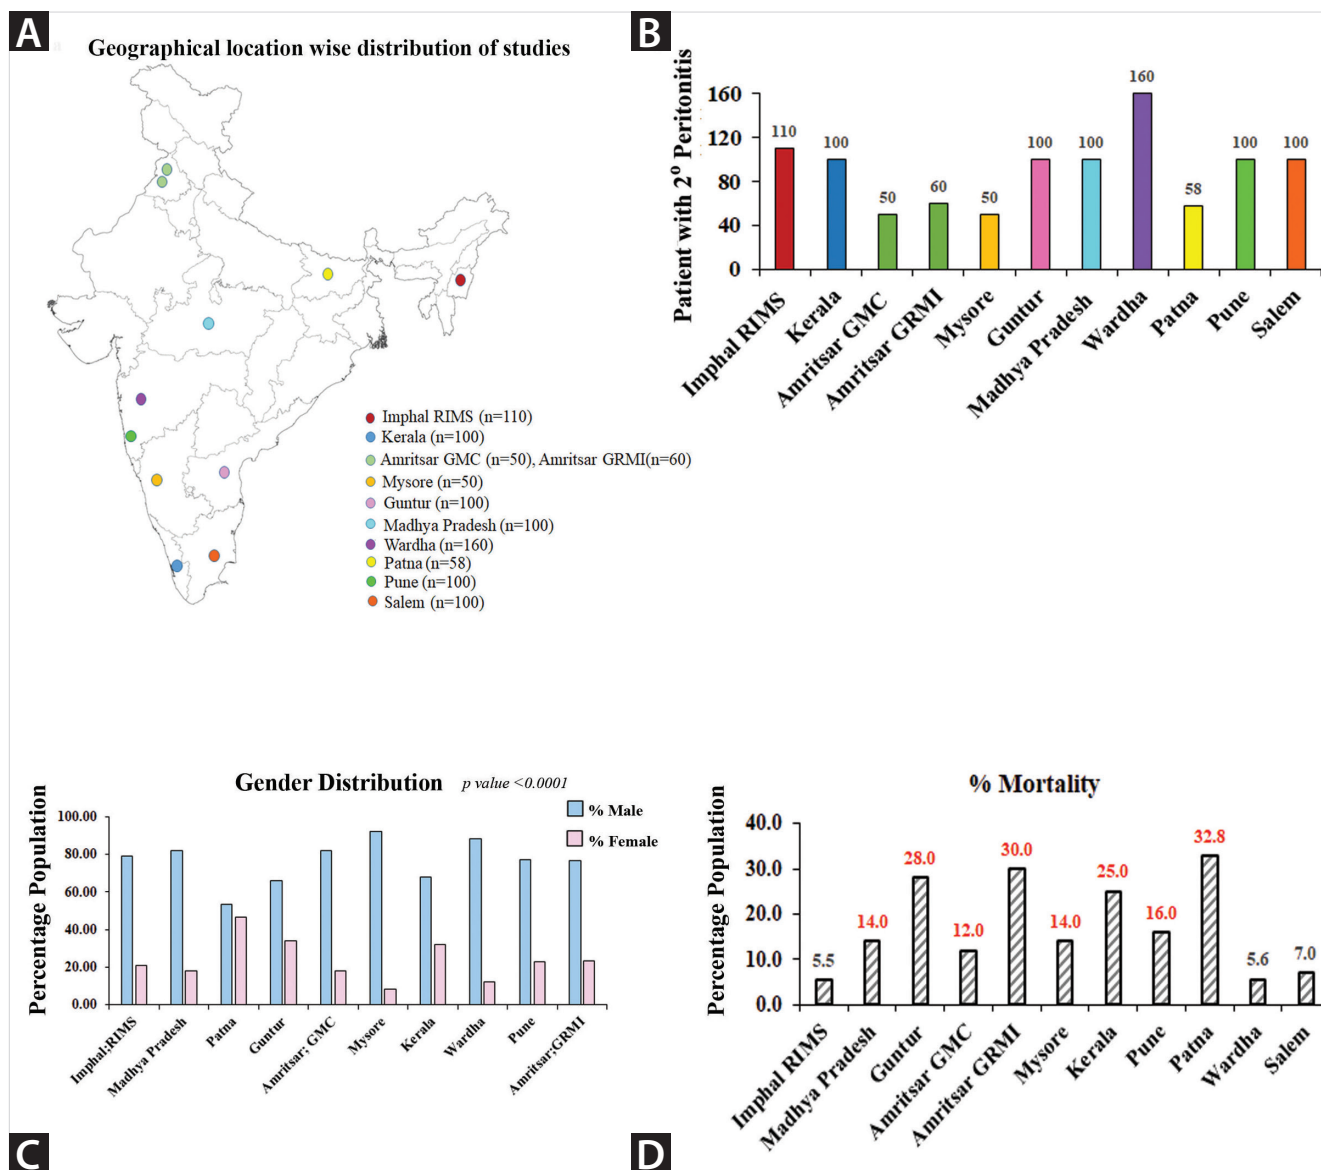 A
Geographical location wise distribution of studies
Imphal RIMS (n=110)
Kerala (n=100)
Amritsar GMC (n=50), Amritsar GRMI(n=60)
Mysore (n=50)
Guntur (n=100)
Madhya Pradesh (n=100)
Wardha (n=160)
Patna (n=58)
Pune (n=100)
Salem (n=100)
B
Patient with 2º Peritonitis
160
120
80
40
0
110
100
50
60
50
100
100
160
58
100
100
Imphal RIMS
Kerala
Amritsar GMC
Amritsar GRMI
Mysore
Guntur
Madhya Pradesh
Wardha
Patna
Pune
Salem
Gender Distribution p value <0.0001
% Male
% Female
Percentage Population
100.00
80.00
60.00
40.00
20.00
0.00
Imphal;RIMS
Madhya Pradesh
Patna
Guntur
Amritsar; GMC
Mysore
Kerala
Wardha
Pune
Amritsar;GRMI
C
% Mortality
Percentage Population
40.0
30.0
20.0
10.0
0.0
5.5
14.0
28.0
12.0
30.0
14.0
25.0
16.0
32.8
5.6
7.0
Imphal RIMS
Madhya Pradesh
Guntur
Amritsar GMC
Amritsar GRMI
Mysore
Kerala
Pune
Patna
Wardha
Salem
D